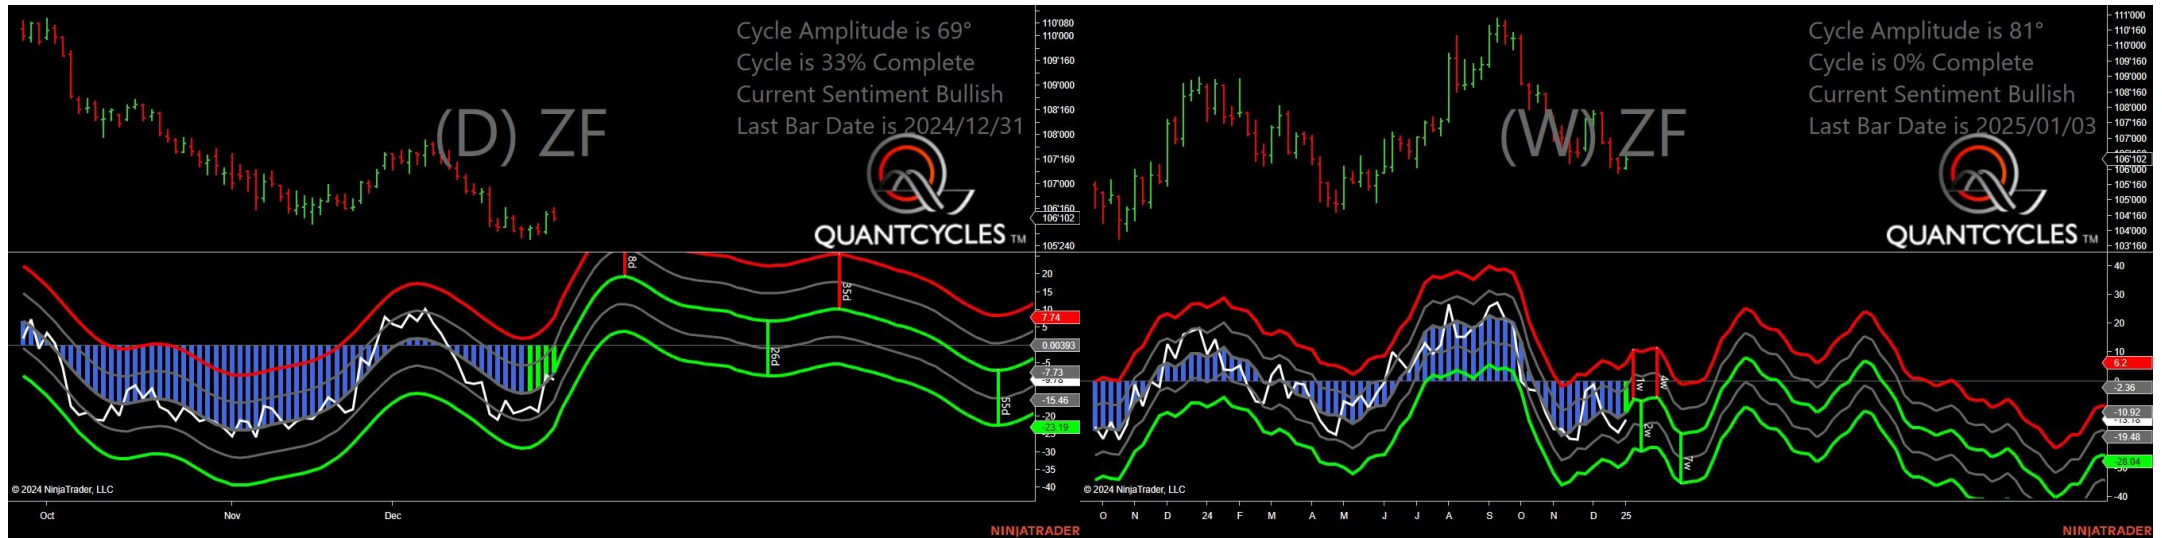 Cycle Amplitude is 69°
Cycle is 33% Complete
Current Sentiment Bullish
Last Bar Date is 2024/12/31
(D) ZF
QUANTCYCLES TM
110'080
110'000
109'160
109'000
108'160
108'000
107'160
107'000
106'160
106'102
105'240
8d
35d
26d
55d
20
15
10
7.74
5
0.00393
-5
-7.73
-9.78
-15.46
-20
-23.19
-30
-35
-40
© 2024 NinjaTrader, LLC
Oct
Nov
Dec
NINJATRADER
Cycle Amplitude is 81°
Cycle is 0% Complete
Current Sentiment Bullish
Last Bar Date is 2025/01/03
(W) ZF
QUANTCYCLES TM
111'000
110'160
110'000
109'160
109'000
108'160
108'000
107'160
107'000
106'102
106'000
105'160
105'000
104'160
104'000
103'160
1w
4w
2w
7w
40
30
20
10
6.2
-2.36
-10.92
-13.18
-19.48
-28.04
-40
© 2024 NinjaTrader, LLC
O N D 24 F M A M J J A S O N D 25
NINJATRADER